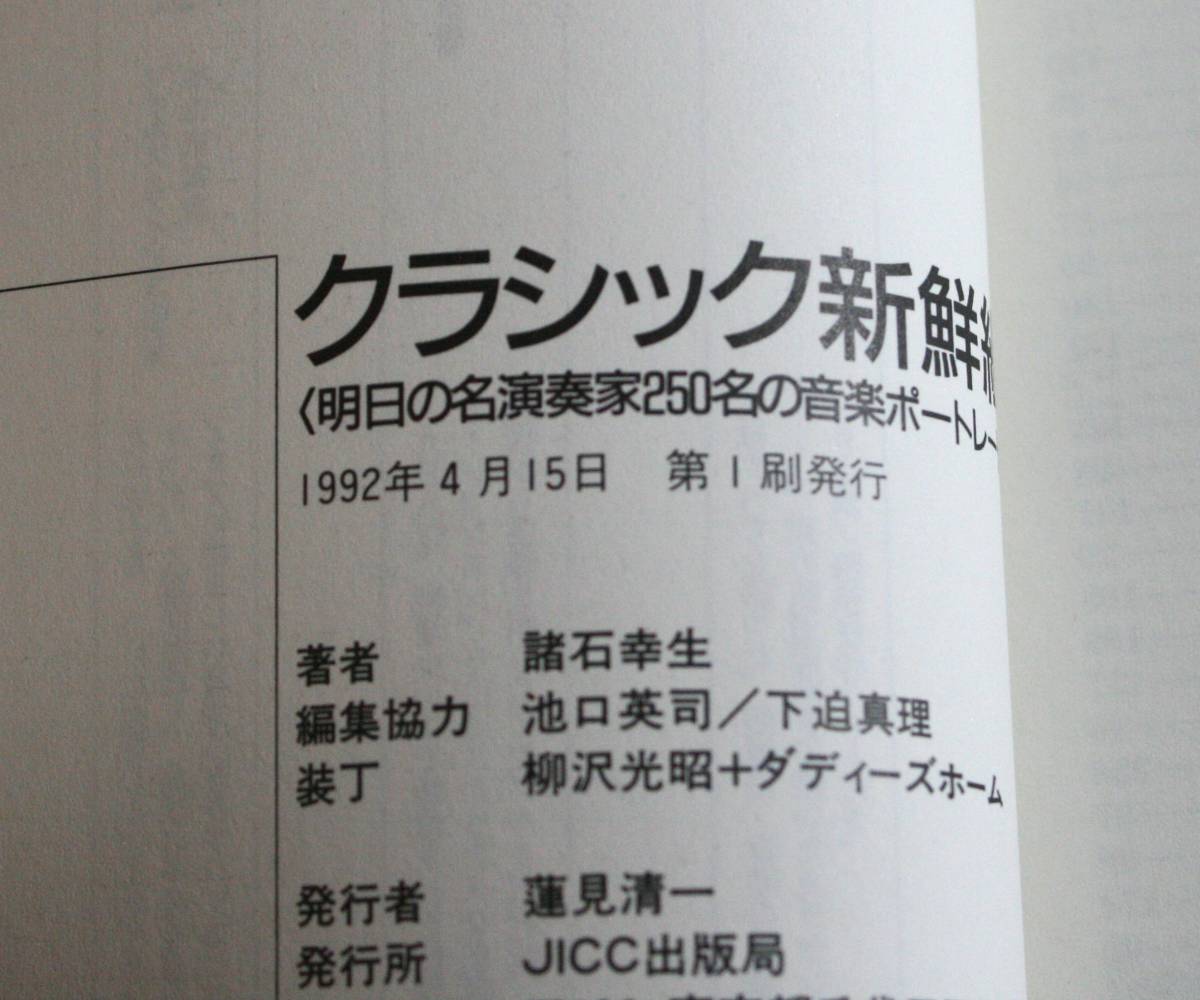 クラシック新鮮
〈明日の名演奏家250名の音楽ポートレー
1992年4月15日 第1刷発行
著者 諸石幸生
編集協力 池口英司／下迫真理
装丁 柳沢光昭＋ダディーズホーム
発行者 蓮見清一
発行所 JICC出版局